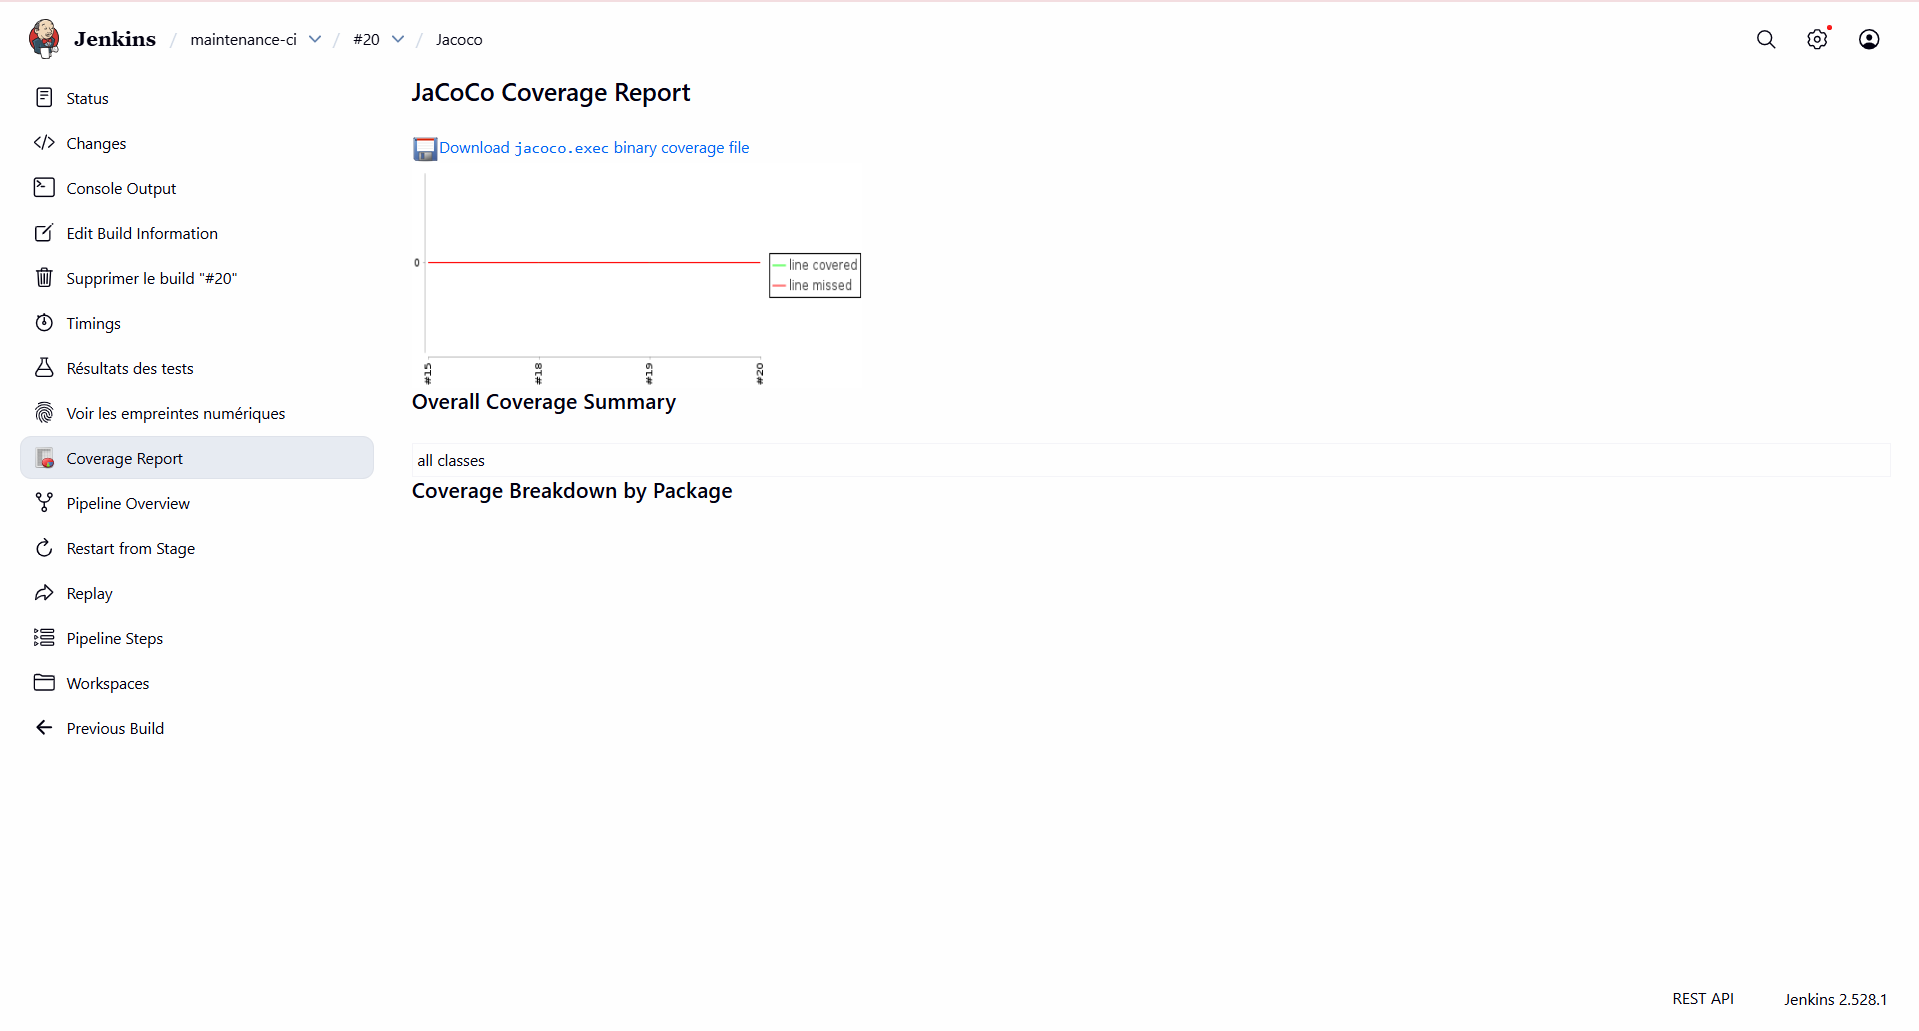 Jenkins / maintenance-ci / #20 / Jacoco
Status
Changes
Console Output
Edit Build Information
Supprimer le build "#20"
Timings
Résultats des tests
Voir les empreintes numériques
Coverage Report
Pipeline Overview
Restart from Stage
Replay
Pipeline Steps
Workspaces
Previous Build
JaCoCo Coverage Report
Download jacoco.exec binary coverage file
0
line covered
line missed
#15 #18 #19 #20
Overall Coverage Summary
all classes
Coverage Breakdown by Package
REST API Jenkins 2.528.1